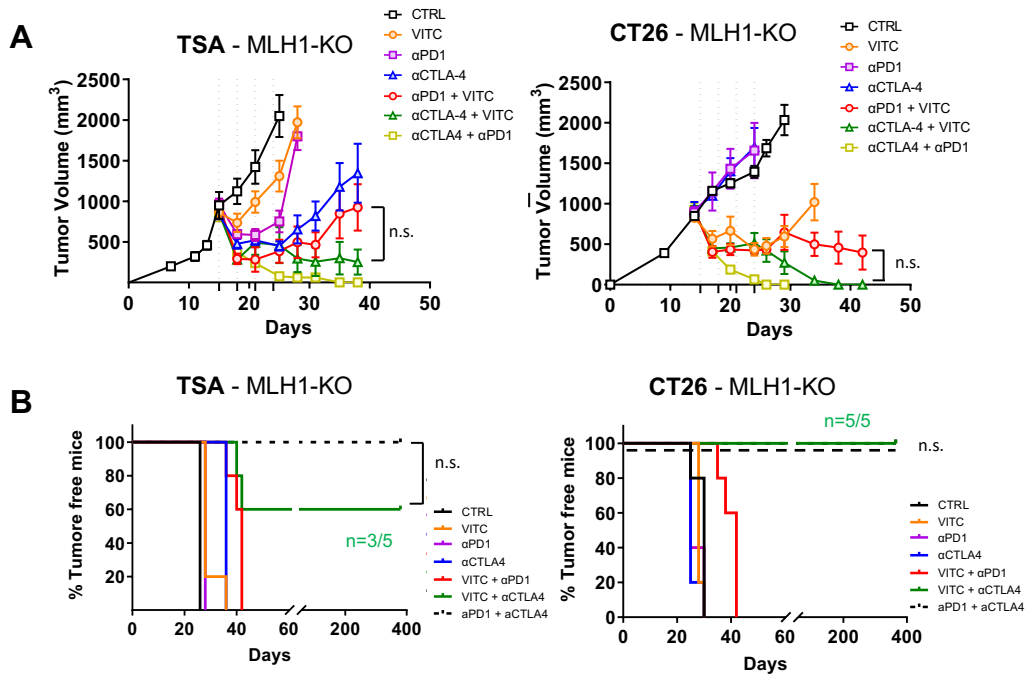 A
TSA - MLH1-KO
CTRL
VITC
αPD1
αCTLA-4
αPD1 + VITC
αCTLA-4 + VITC
αCTLA4 + αPD1
Tumor Volume (mm3)
2500
2000
1500
1000
500
0
0 10 20 30 40 50
Days
n.s.
CT26 - MLH1-KO
CTRL
VITC
αPD1
αCTLA-4
αPD1 + VITC
αCTLA-4 + VITC
αCTLA4 + αPD1
Tumor Volume (mm3)
2500
2000
1500
1000
500
0
0 10 20 30 40 50
Days
n.s.
B
TSA - MLH1-KO
% Tumore free mice
100
80
60
40
20
0 20 40 60 200 400
Days
n.s.
n=3/5
CTRL
VITC
αPD1
αCTLA4
VITC + αPD1
VITC + αCTLA4
aPD1 + aCTLA4
CT26 - MLH1-KO
% Tumor free mice
100
80
60
40
20
0
0 20 40 60 200 400
Days
n=5/5
n.s.
CTRL
VITC
αPD1
αCTLA4
VITC + αPD1
VITC + αCTLA4
aPD1 + aCTLA4